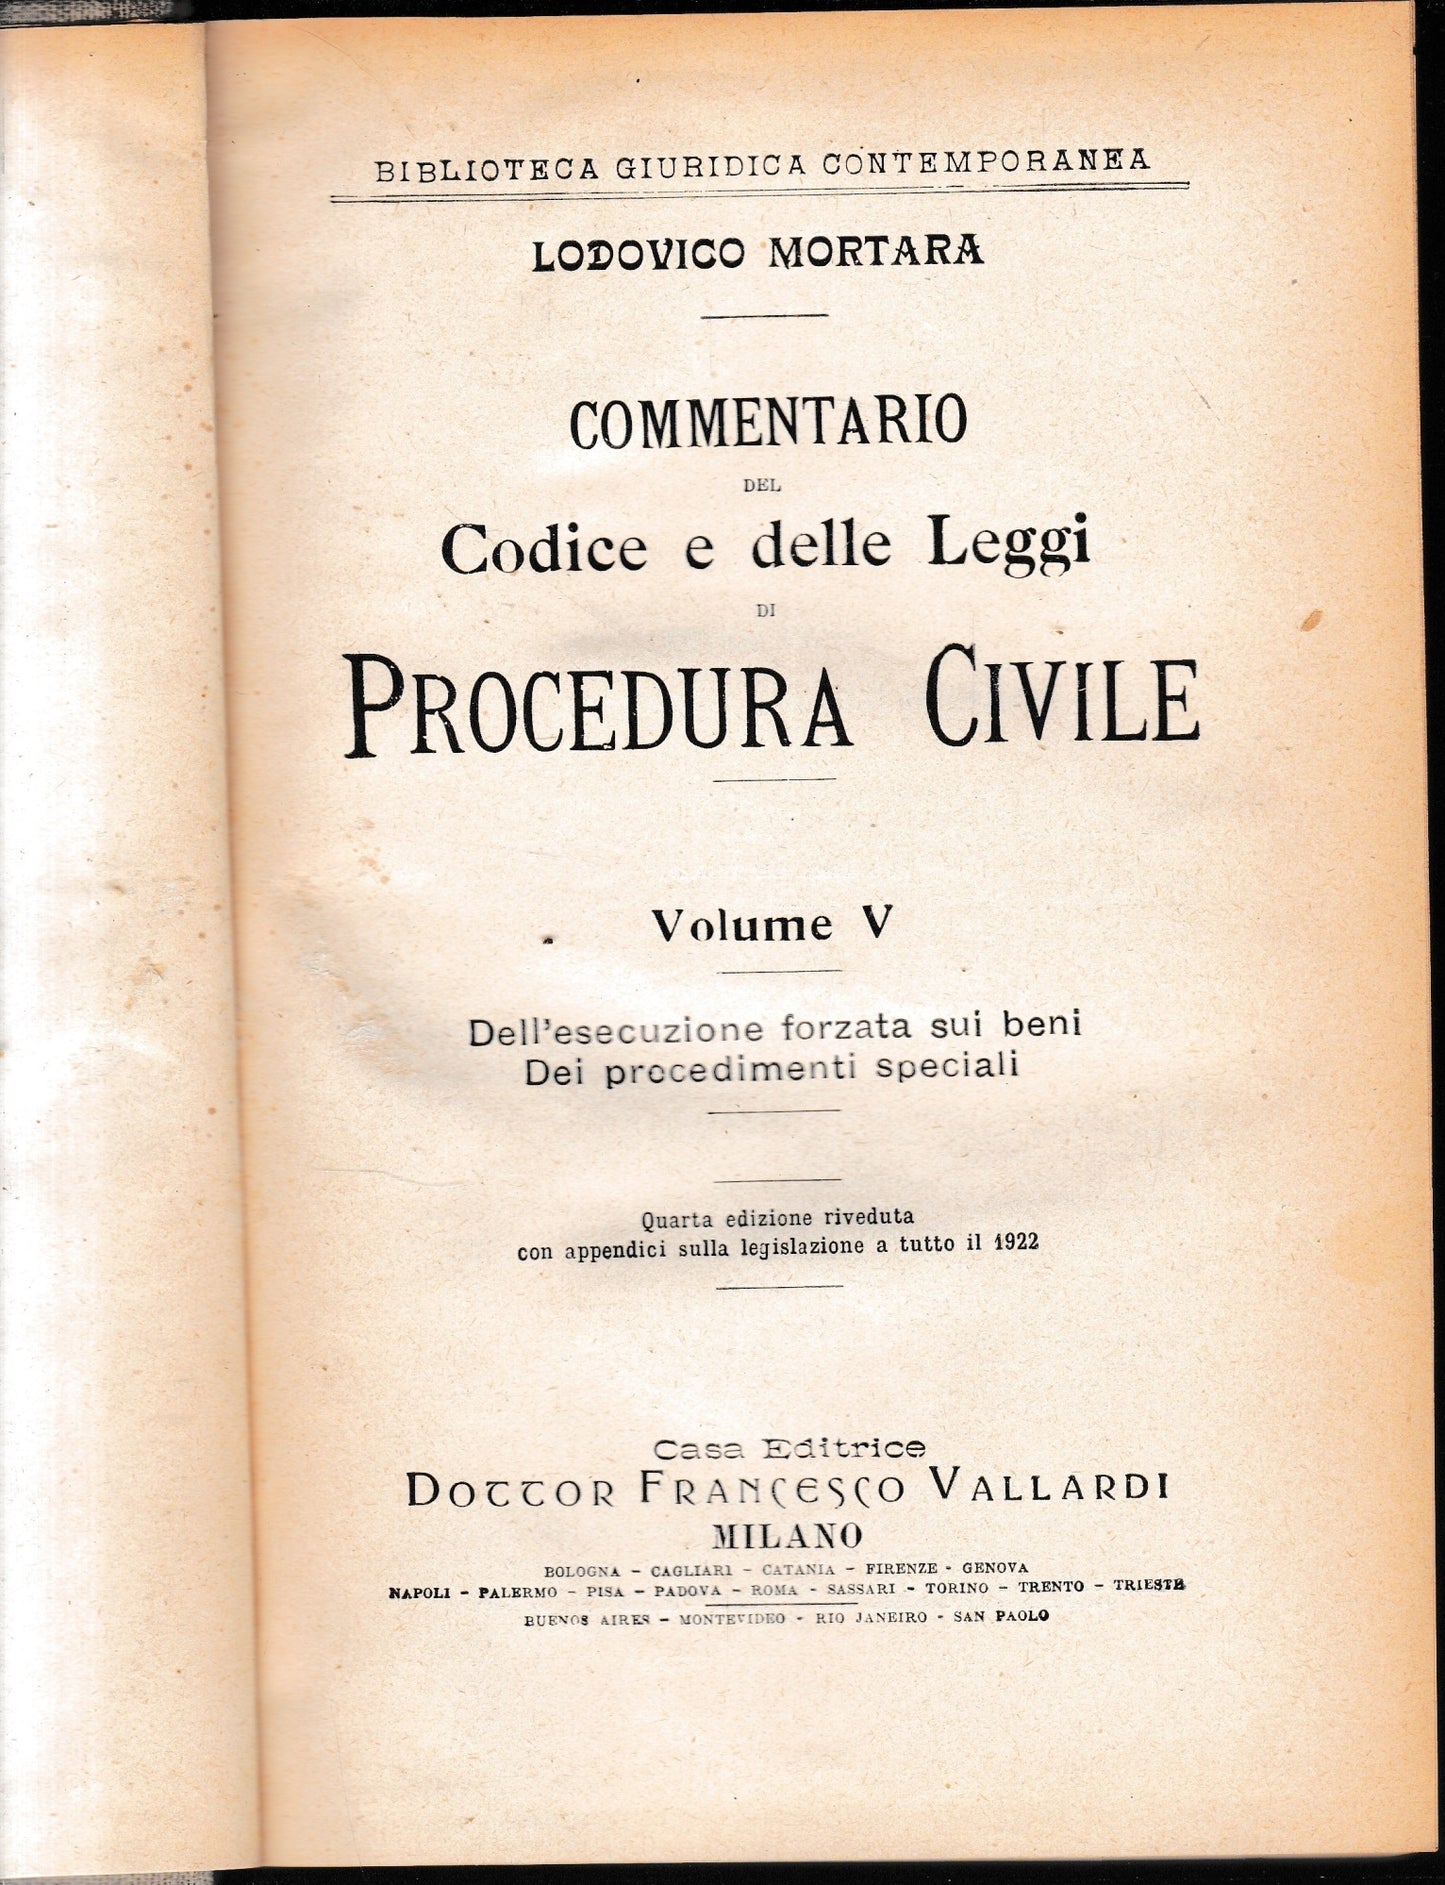 BIBLIOTECA GIURIDICA CONTEMPORANEA
LODOVICO MORTARA
COMMENTARIO
DEL
Codice e delle Leggi
DI
PROCEDURA CIVILE
Volume V
Dell'esecuzione forzata sui beni
Dei procedimenti speciali
Quarta edizione riveduta
con appendici sulla legislazione a tutto il 1922
Casa Editrice
DOTTOR FRANCESCO VALLARDI
MILANO
BOLOGNA - CAGLIARI - CATANIA - FIRENZE - GENOVA
NAPOLI - PALERMO - PISA - PADOVA - ROMA - SASSARI - TORINO - TRENTO - TRIESTE
BUENOS AIRES - MONTEVIDEO - RIO JANEIRO - SAN PAOLO